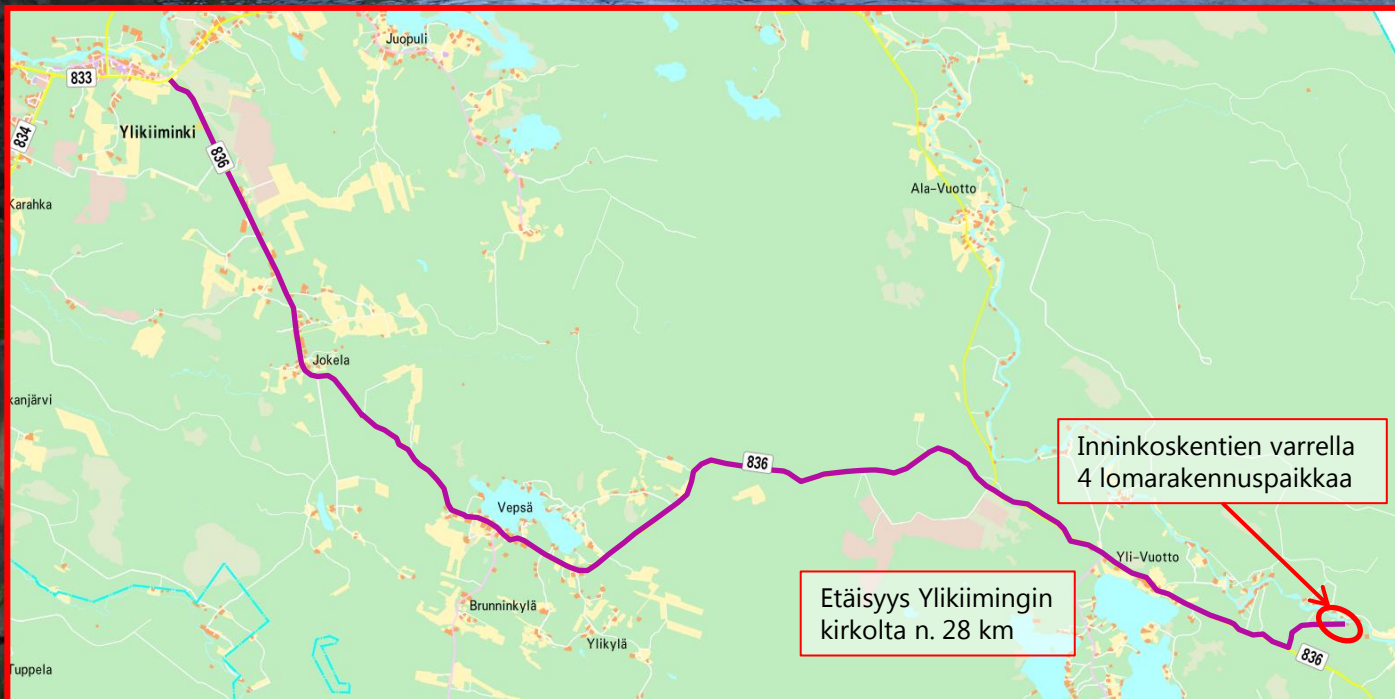 Juopuli
833
Ylikiiminki
834
836
Karahka
Ala-Vuotto
Jokela
kanjärvi
Inninkoskentien varrella
4 lomarakennuspaikkaa
836
Vepsä
Yli-Vuotto
Etäisyys Ylikiimingin
kirkolta n. 28 km
Brunninkylä
Ylikylä
836
Tuppela